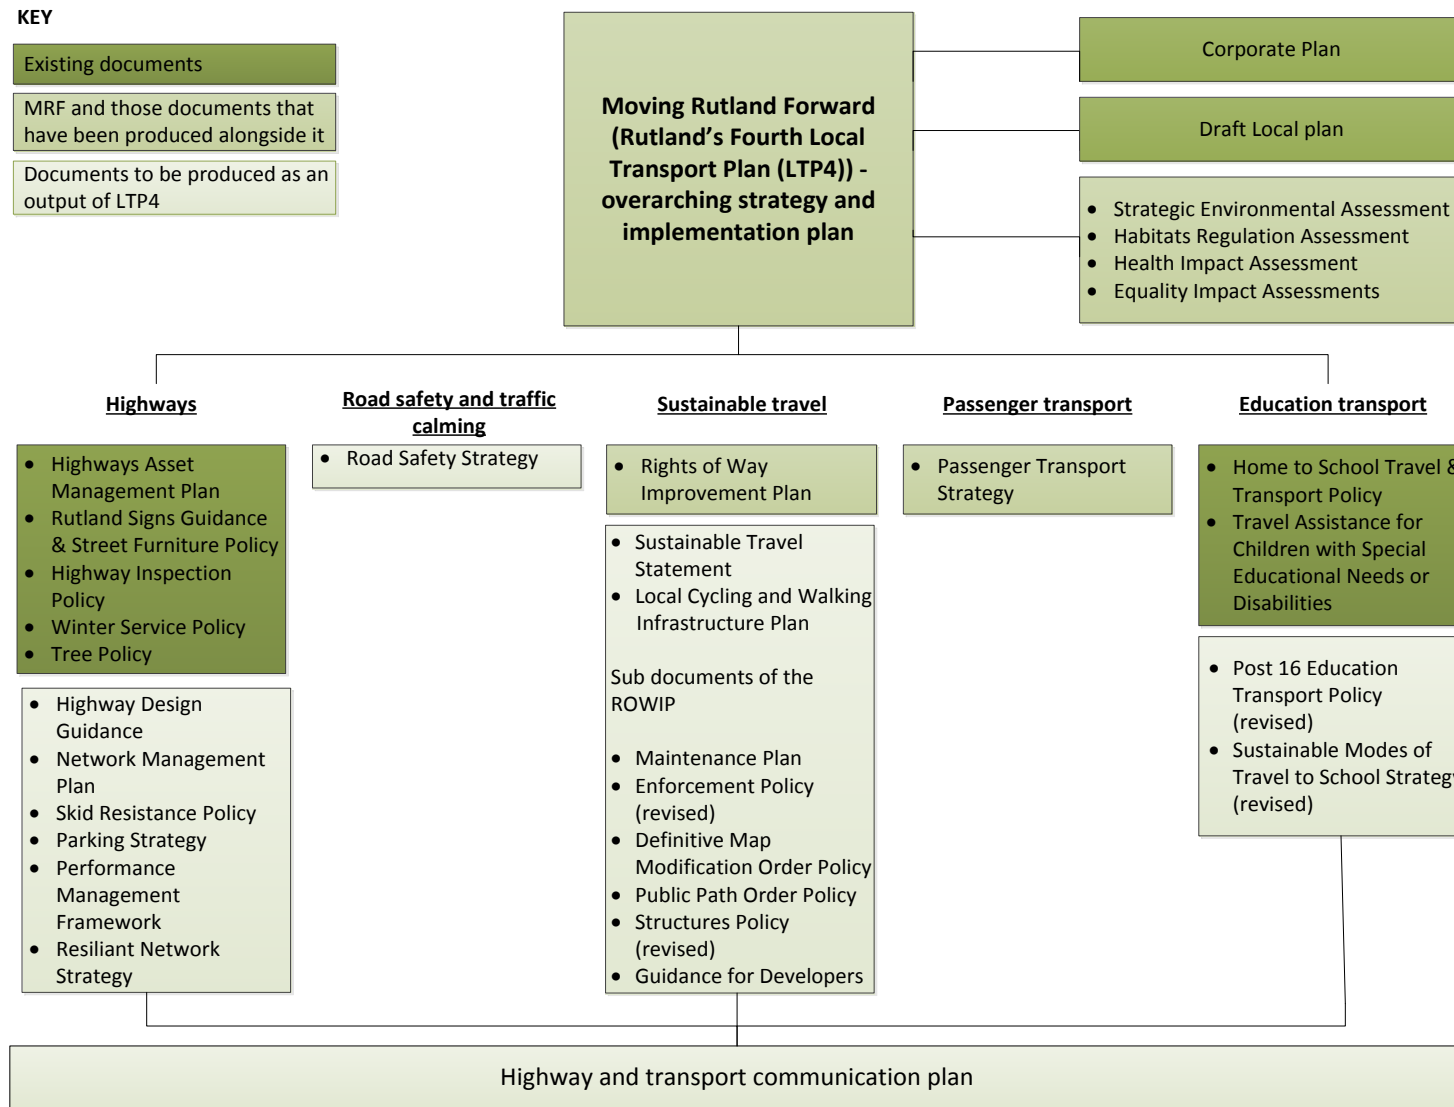 KEY
Existing documents
MRF and those documents that
have been produced alongside it
Documents to be produced as an
output of LTP4
Moving Rutland Forward
(Rutland’s Fourth Local
Transport Plan (LTP4)) -
overarching strategy and
implementation plan
Corporate Plan
Draft Local plan
• Strategic Environmental Assessment
• Habitats Regulation Assessment
• Health Impact Assessment
• Equality Impact Assessments
Highways
• Highways Asset
Management Plan
• Rutland Signs Guidance
& Street Furniture Policy
• Highway Inspection
Policy
• Winter Service Policy
• Tree Policy
• Highway Design
Guidance
• Network Management
Plan
• Skid Resistance Policy
• Parking Strategy
• Performance
Management
Framework
• Resiliant Network
Strategy
Road safety and traffic
calming
• Road Safety Strategy
Sustainable travel
• Rights of Way
Improvement Plan
• Sustainable Travel
Statement
• Local Cycling and Walking
Infrastructure Plan
Sub documents of the
ROWIP
• Maintenance Plan
• Enforcement Policy
(revised)
• Definitive Map
Modification Order Policy
• Public Path Order Policy
• Structures Policy
(revised)
• Guidance for Developers
Passenger transport
• Passenger Transport
Strategy
Education transport
• Home to School Travel &
Transport Policy
• Travel Assistance for
Children with Special
Educational Needs or
Disabilities
• Post 16 Education
Transport Policy
(revised)
• Sustainable Modes of
Travel to School Strategy
(revised)
Highway and transport communication plan